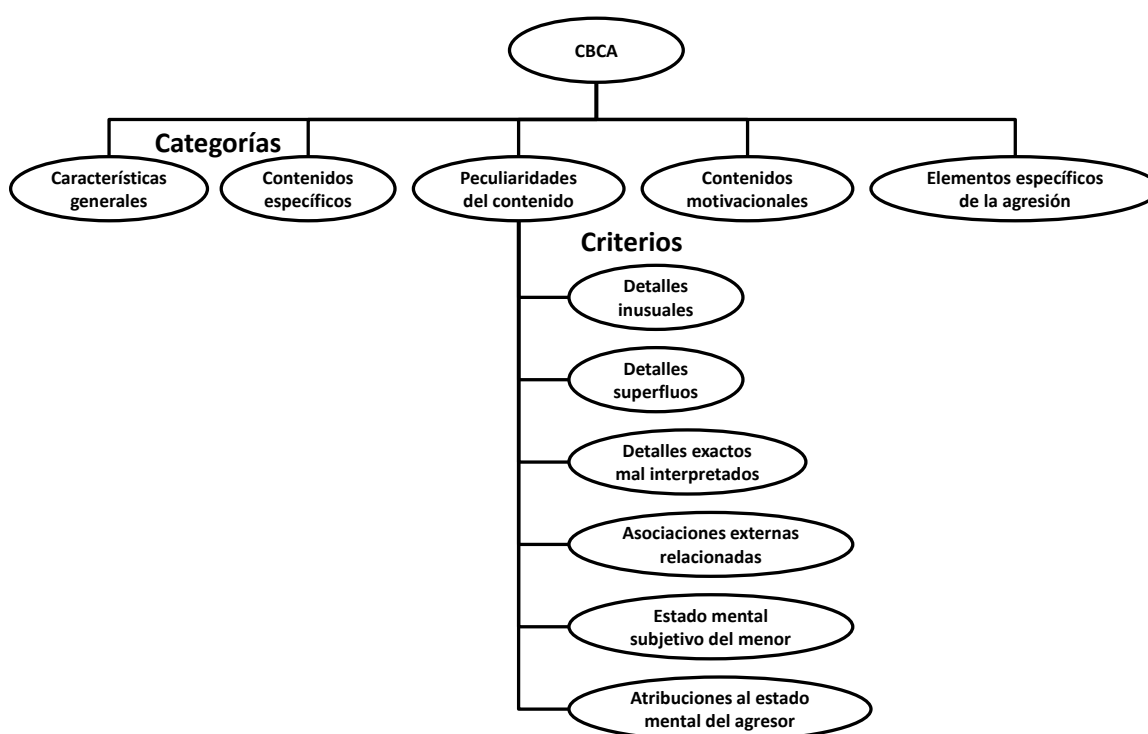 CBCA
Categorías
Características
generales
Contenidos
específicos
Peculiaridades
del contenido
Contenidos
motivacionales
Elementos específicos
de la agresión
Criterios
Detalles
inusuales
Detalles
superfluos
Detalles exactos
mal interpretados
Asociaciones externas
relacionadas
Estado mental
subjetivo del menor
Atribuciones al estado
mental del agresor